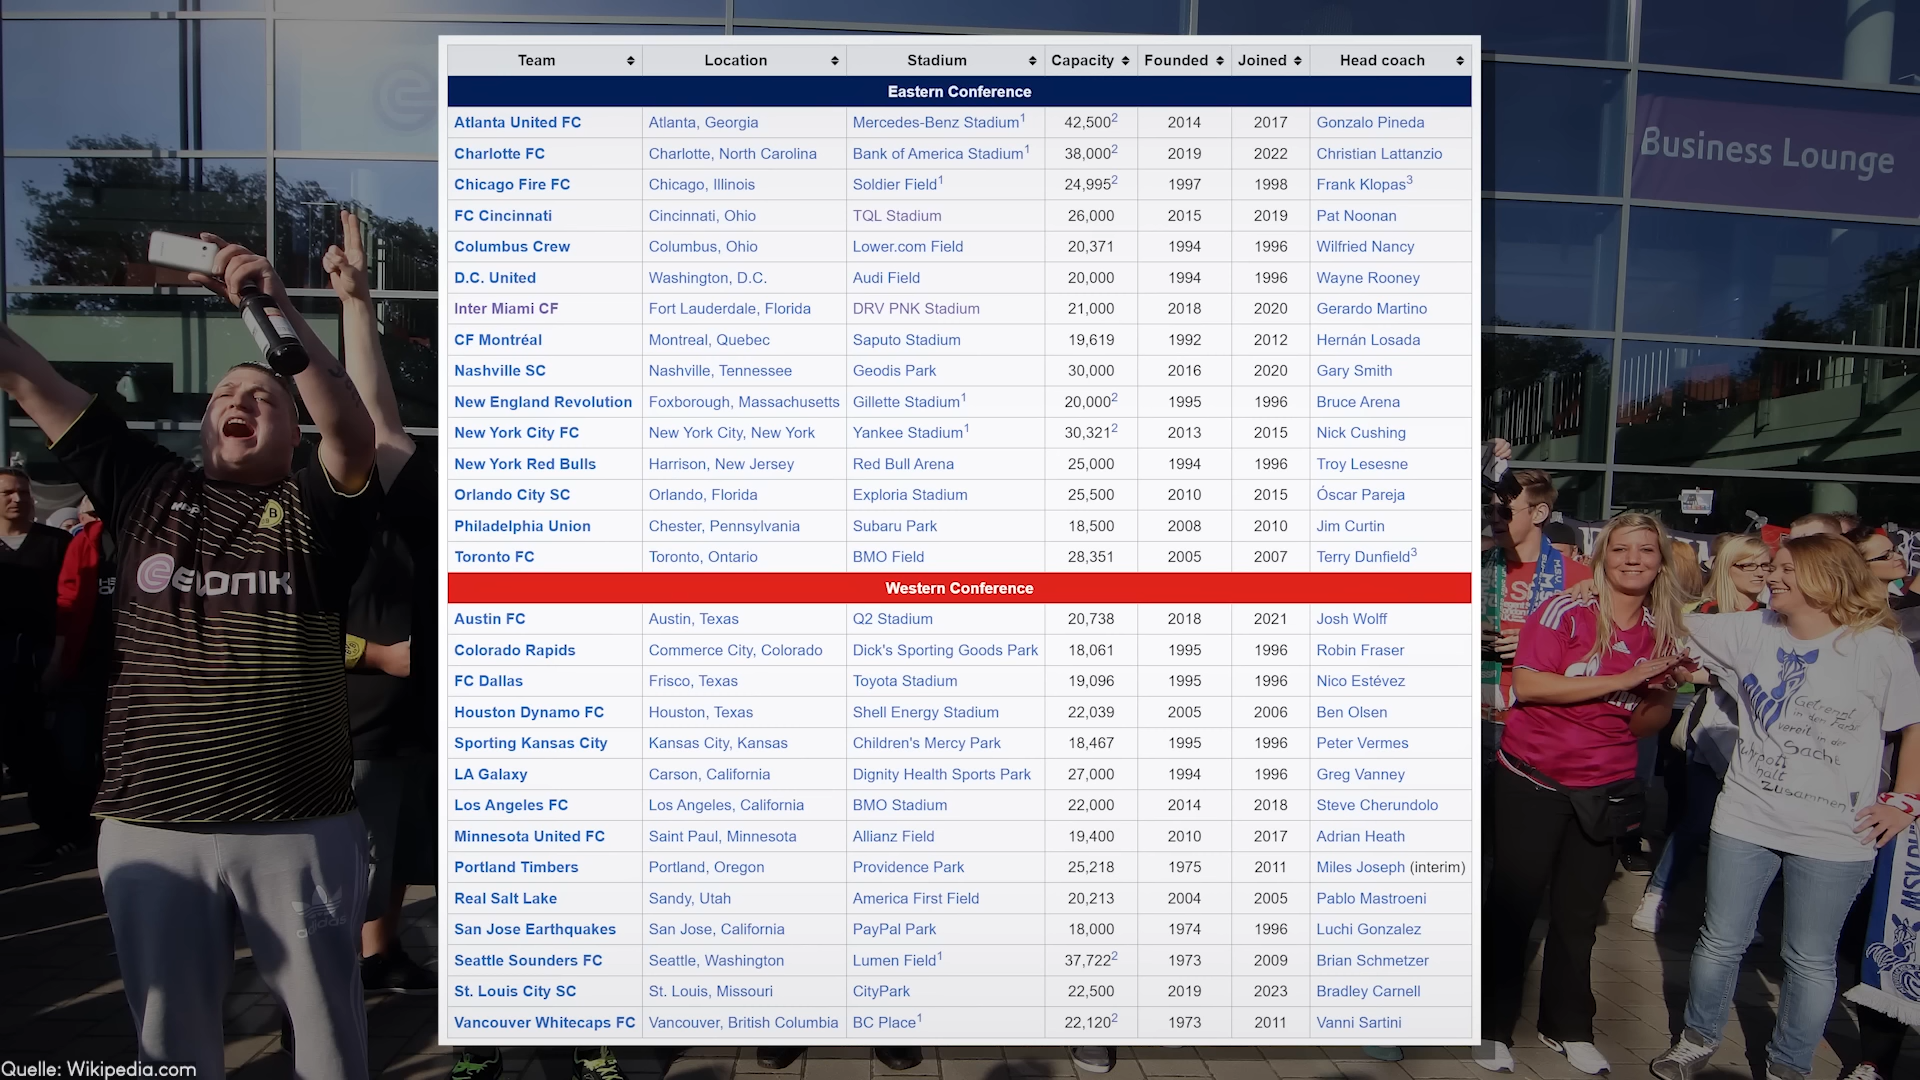 Team Location Stadium Capacity Founded Joined Head coach
Eastern Conference
Atlanta United FC Atlanta, Georgia Mercedes-Benz Stadium1 42,5002 2014 2017 Gonzalo Pineda
Charlotte FC Charlotte, North Carolina Bank of America Stadium1 38,0002 2019 2022 Christian Lattanzio
Chicago Fire FC Chicago, Illinois Soldier Field1 24,9952 1997 1998 Frank Klopas3
FC Cincinnati Cincinnati, Ohio TQL Stadium 26,000 2015 2019 Pat Noonan
Columbus Crew Columbus, Ohio Lower.com Field 20,371 1994 1996 Wilfried Nancy
D.C. United Washington, D.C. Audi Field 20,000 1994 1996 Wayne Rooney
Inter Miami CF Fort Lauderdale, Florida DRV PNK Stadium 21,000 2018 2020 Gerardo Martino
CF Montréal Montreal, Quebec Saputo Stadium 19,619 1992 2012 Hernán Losada
Nashville SC Nashville, Tennessee Geodis Park 30,000 2016 2020 Gary Smith
New England Revolution Foxborough, Massachusetts Gillette Stadium1 20,0002 1995 1996 Bruce Arena
New York City FC New York City, New York Yankee Stadium1 30,3212 2013 2015 Nick Cushing
New York Red Bulls Harrison, New Jersey Red Bull Arena 25,000 1994 1996 Troy Lesesne
Orlando City SC Orlando, Florida Exploria Stadium 25,500 2010 2015 Óscar Pareja
Philadelphia Union Chester, Pennsylvania Subaru Park 18,500 2008 2010 Jim Curtin
Toronto FC Toronto, Ontario BMO Field 28,351 2005 2007 Terry Dunfield3
Western Conference
Austin FC Austin, Texas Q2 Stadium 20,738 2018 2021 Josh Wolff
Colorado Rapids Commerce City, Colorado Dick's Sporting Goods Park 18,061 1995 1996 Robin Fraser
FC Dallas Frisco, Texas Toyota Stadium 19,096 1995 1996 Nico Estévez
Houston Dynamo FC Houston, Texas Shell Energy Stadium 22,039 2005 2006 Ben Olsen
Sporting Kansas City Kansas City, Kansas Children's Mercy Park 18,467 1995 1996 Peter Vermes
LA Galaxy Carson, California Dignity Health Sports Park 27,000 1994 1996 Greg Vanney
Los Angeles FC Los Angeles, California BMO Stadium 22,000 2014 2018 Steve Cherundolo
Minnesota United FC Saint Paul, Minnesota Allianz Field 19,400 2010 2017 Adrian Heath
Portland Timbers Portland, Oregon Providence Park 25,218 1975 2011 Miles Joseph (interim)
Real Salt Lake Sandy, Utah America First Field 20,213 2004 2005 Pablo Mastroeni
San Jose Earthquakes San Jose, California PayPal Park 18,000 1974 1996 Luchi Gonzalez
Seattle Sounders FC Seattle, Washington Lumen Field1 37,7222 1973 2009 Brian Schmetzer
St. Louis City SC St. Louis, Missouri CityPark 22,500 2019 2023 Bradley Carnell
Vancouver Whitecaps FC Vancouver, British Columbia BC Place1 22,1202 1973 2011 Vanni Sartini
Business Lounge
EVONIK
adidas
Getrennt
in den Farben
vereint in der
Sache
Ruhrpott
hält
zusammen!
Quelle: Wikipedia.com